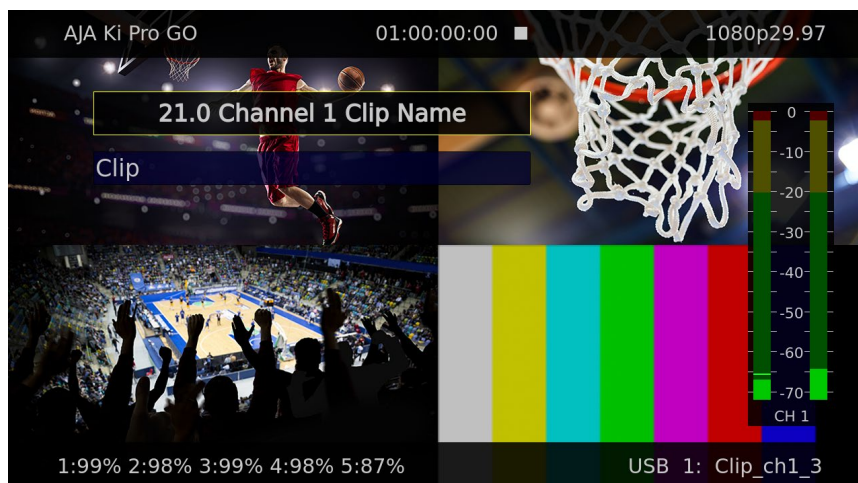 AJA Ki Pro GO 01:00:00:00 1080p29.97
21.0 Channel 1 Clip Name
Clip
0
-10
-20
-30
-40
-50
-60
-70
CH 1
1:99% 2:98% 3:99% 4:98% 5:87% USB 1: Clip_ch1_3